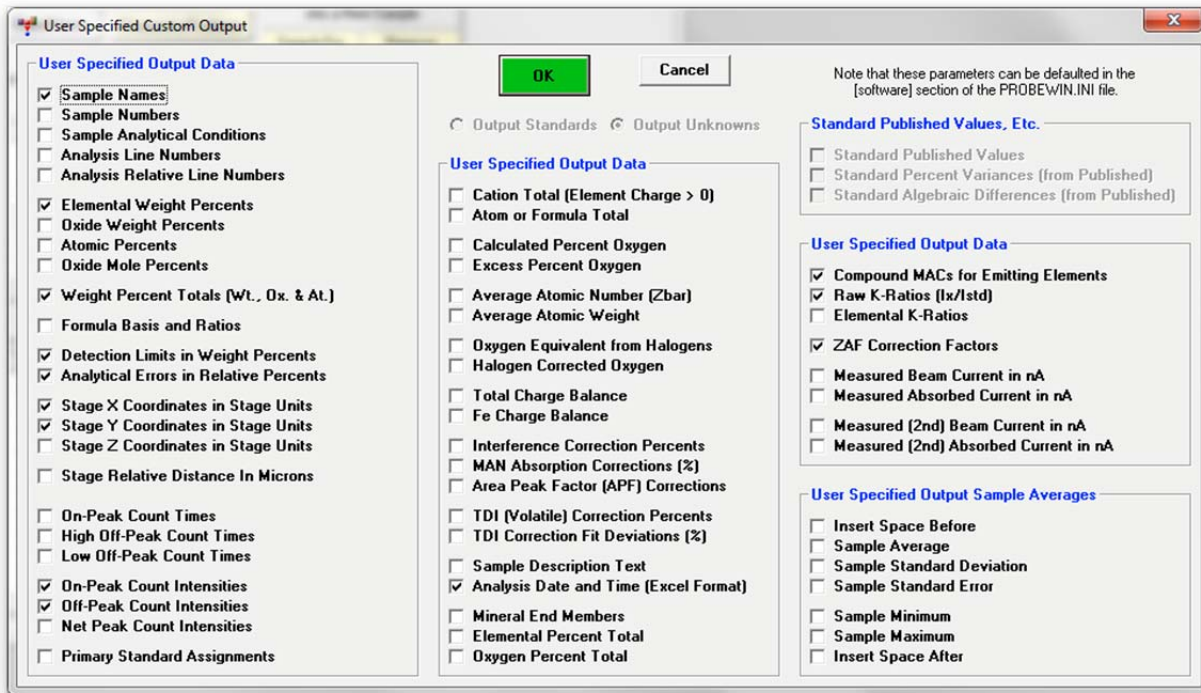 User Specified Custom Output
User Specified Output Data
Sample Names
Sample Numbers
Sample Analytical Conditions
Analysis Line Numbers
Analysis Relative Line Numbers
Elemental Weight Percents
Oxide Weight Percents
Atomic Percents
Oxide Mole Percents
Weight Percent Totals (Wt., Ox. & At.)
Formula Basis and Ratios
Detection Limits in Weight Percents
Analytical Errors in Relative Percents
Stage X Coordinates in Stage Units
Stage Y Coordinates in Stage Units
Stage Z Coordinates in Stage Units
Stage Relative Distance In Microns
On-Peak Count Times
High Off-Peak Count Times
Low Off-Peak Count Times
On-Peak Count Intensities
Off-Peak Count Intensities
Net Peak Count Intensities
Primary Standard Assignments
OK
Cancel
Output Standards
Output Unknowns
User Specified Output Data
Cation Total (Element Charge > 0)
Atom or Formula Total
Calculated Percent Oxygen
Excess Percent Oxygen
Average Atomic Number (Zbar)
Average Atomic Weight
Oxygen Equivalent from Halogens
Halogen Corrected Oxygen
Total Charge Balance
Fe Charge Balance
Interference Correction Percents
MAN Absorption Corrections (%)
Area Peak Factor (APF) Corrections
TDI (Volatile) Correction Percents
TDI Correction Fit Deviations (%)
Sample Description Text
Analysis Date and Time (Excel Format)
Mineral End Members
Elemental Percent Total
Oxygen Percent Total
Note that these parameters can be defaulted in the
[software] section of the PROBEWIN.INI file.
Standard Published Values, Etc.
Standard Published Values
Standard Percent Variances (from Published)
Standard Algebraic Differences (from Published)
User Specified Output Data
Compound MACs for Emitting Elements
Raw K-Ratios (Ix/Istd)
Elemental K-Ratios
ZAF Correction Factors
Measured Beam Current in nA
Measured Absorbed Current in nA
Measured (2nd) Beam Current in nA
Measured (2nd) Absorbed Current in nA
User Specified Output Sample Averages
Insert Space Before
Sample Average
Sample Standard Deviation
Sample Standard Error
Sample Minimum
Sample Maximum
Insert Space After